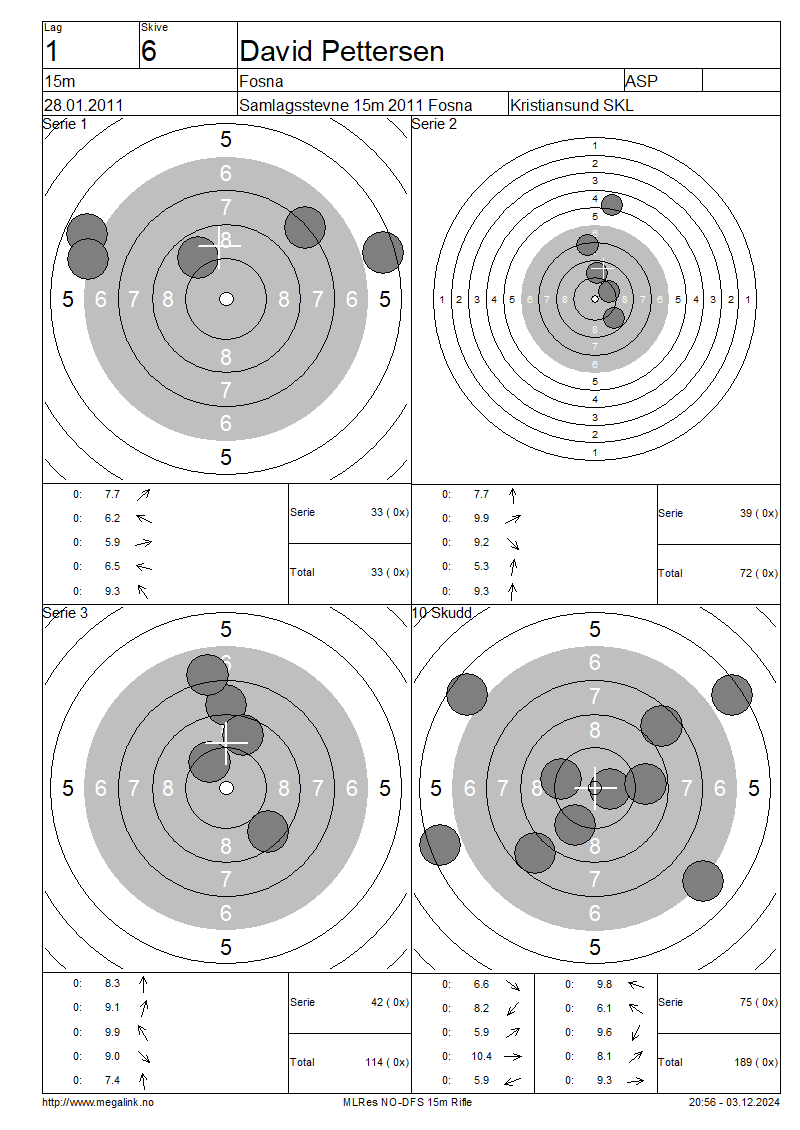 Lag
Skive
1
6
David Pettersen
15m
Fosna
ASP
28.01.2011
Samlagsstevne 15m 2011 Fosna
Kristiansund SKL
Serie 1
5
6
7
8
5 6 7 8 8 7 6 5
8
7
6
5
Serie 2
1
2
3
4
5
6
1 2 3 4 5 6 7 8 8 7 6 5 4 3 2 1
8
7
6
5
4
3
2
1
0: 7.7
0: 6.2
0: 5.9
0: 6.5
0: 9.3
Serie 33 ( 0x)
Total 33 ( 0x)
0: 7.7
0: 9.9
0: 9.2
0: 5.3
0: 9.3
Serie 39 ( 0x)
Total 72 ( 0x)
Serie 3
5
6
5 6 7 8 8 7 6 5
8
7
6
5
10 Skudd
5
6
7
8
5 6 7 8 7 6 5
8
7
6
5
0: 8.3
0: 9.1
0: 9.9
0: 9.0
0: 7.4
Serie 42 ( 0x)
Total 114 ( 0x)
0: 6.6 0: 9.8
0: 8.2 0: 6.1
0: 5.9 0: 9.6
0: 10.4 0: 8.1
0: 5.9 0: 9.3
Serie 75 ( 0x)
Total 189 ( 0x)
http://www.megalink.no
MLRes NO-DFS 15m Rifle
20:56 - 03.12.2024